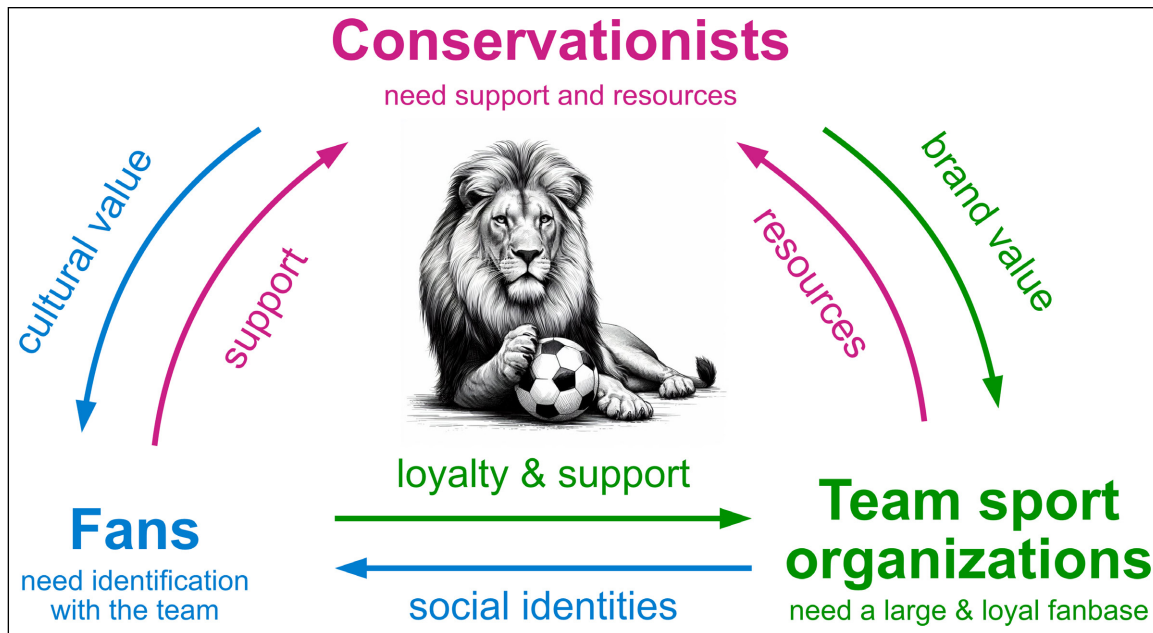 Conservationists
need support and resources
cultural value
support
resources
brand value
loyalty & support
Fans
need identification
with the team
social identities
Team sport
organizations
need a large & loyal fanbase